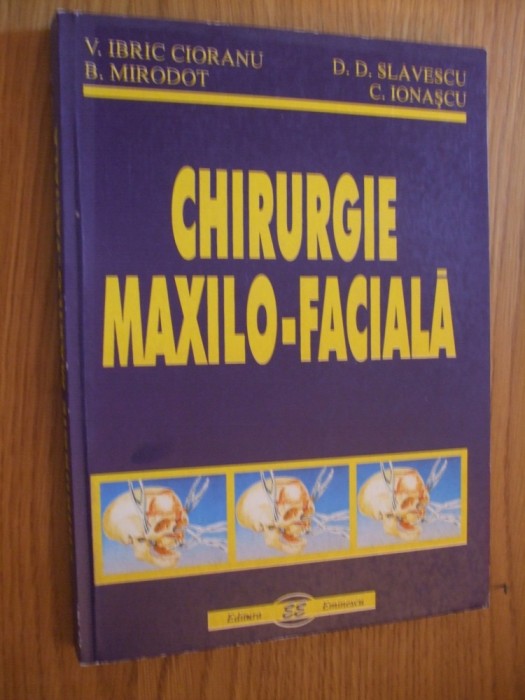 V. IBRIC CIORANU
B. MIRODOT
D. D. SLAVESCU
C. IONAŞCU
CHIRURGIE
MAXILO-FACIALĂ
Editura
Eminescu